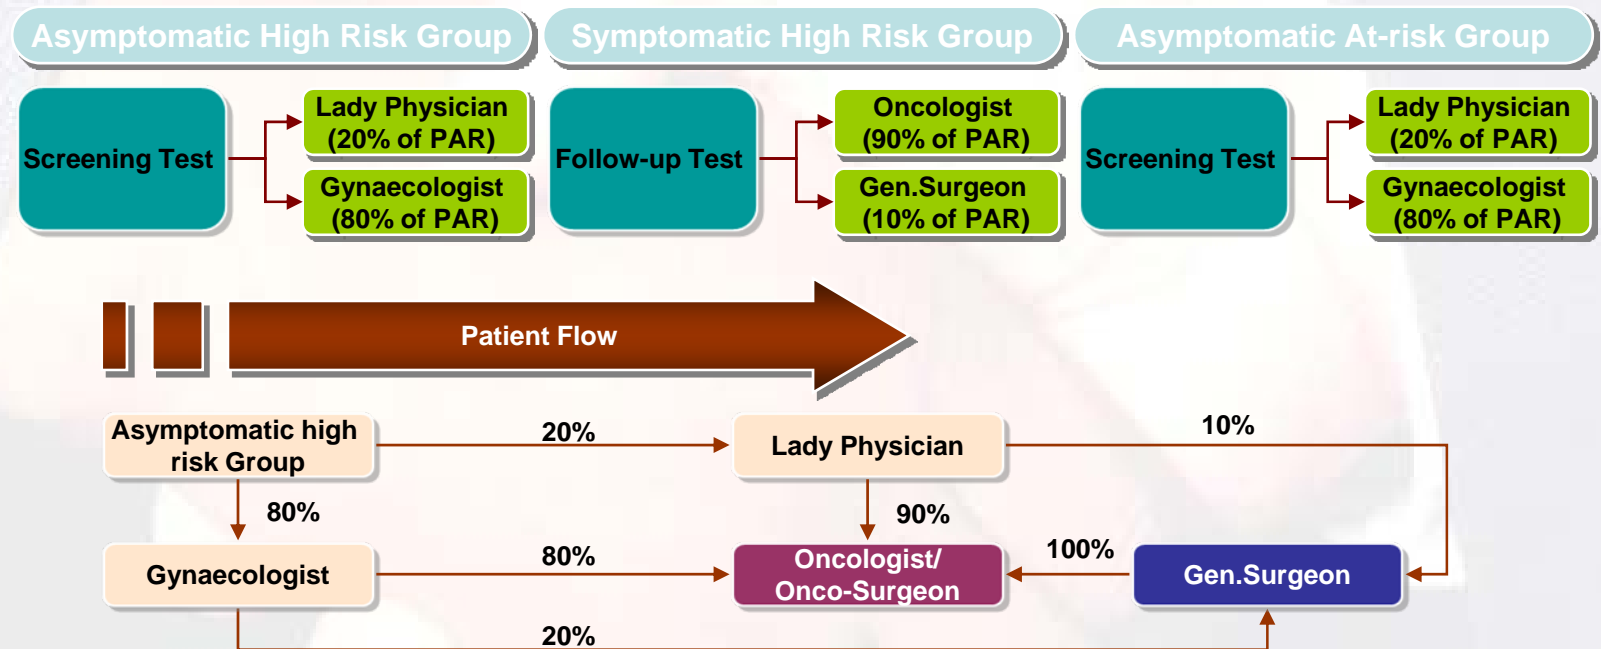 Asymptomatic High Risk Group
Symptomatic High Risk Group
Asymptomatic At-risk Group
Screening Test
Lady Physician
(20% of PAR)
Gynaecologist
(80% of PAR)
Follow-up Test
Oncologist
(90% of PAR)
Gen.Surgeon
(10% of PAR)
Screening Test
Lady Physician
(20% of PAR)
Gynaecologist
(80% of PAR)
Patient Flow
Asymptomatic high
risk Group
20%
Lady Physician
10%
80%
90%
Gynaecologist
80%
Oncologist/
Onco-Surgeon
100%
Gen.Surgeon
20%